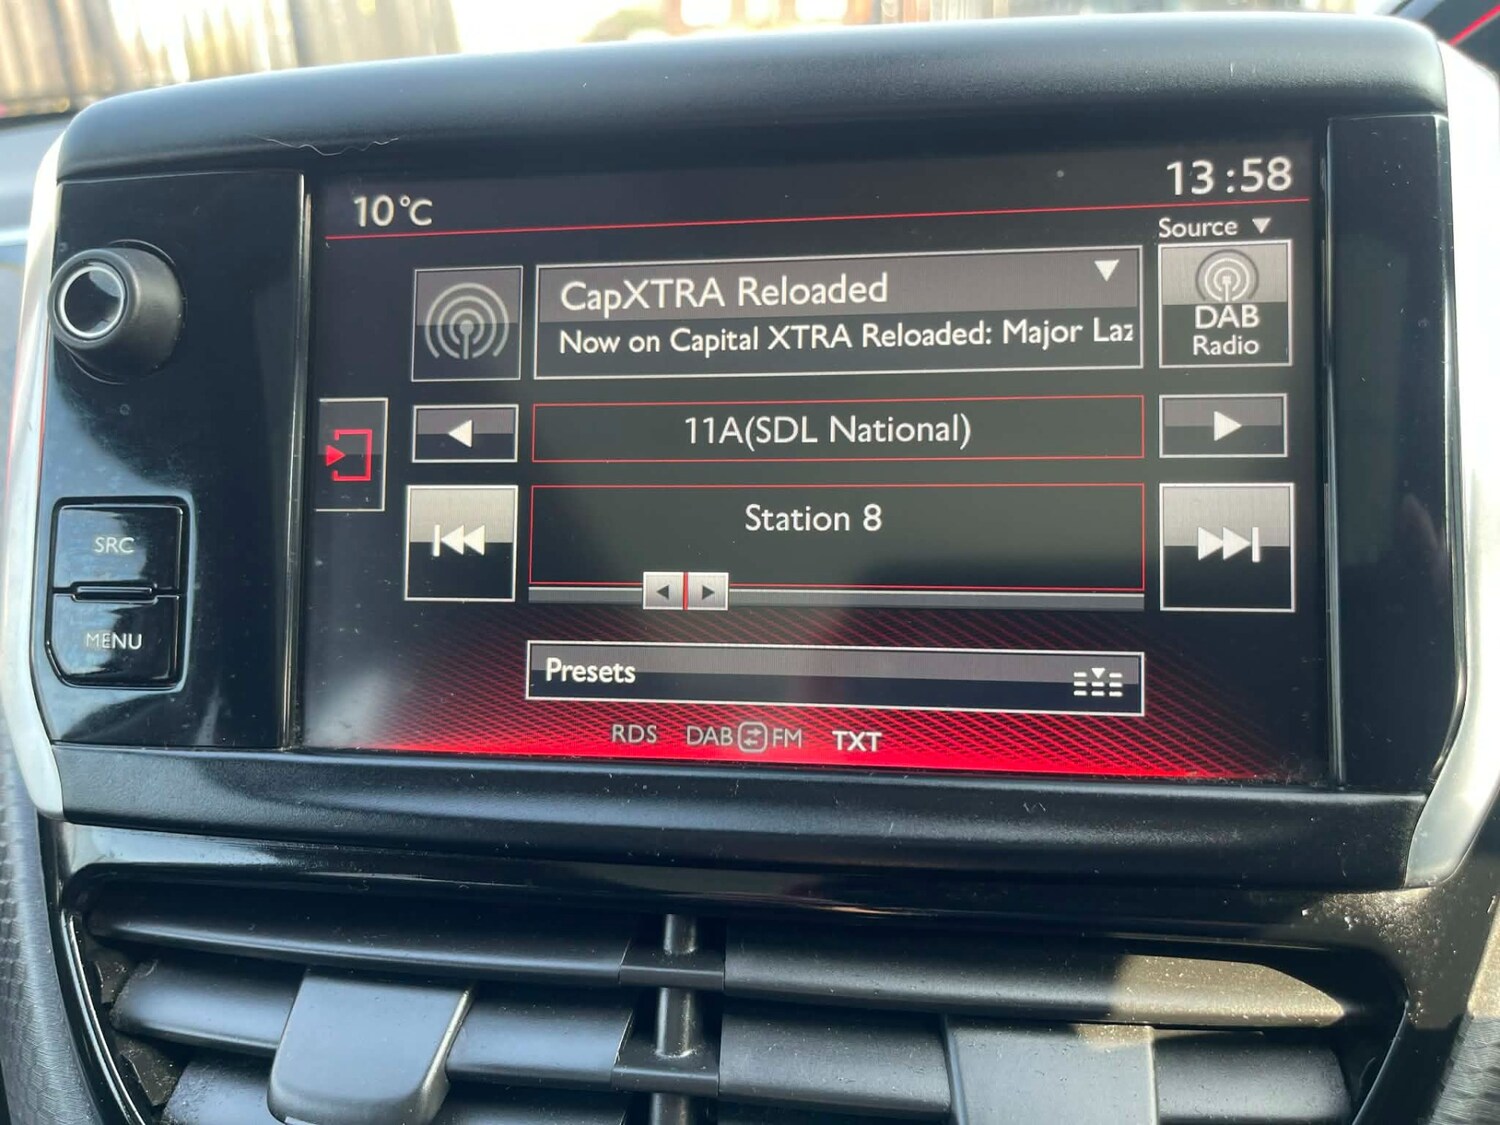 10°C
13:58
Source
CapXTRA Reloaded
Now on Capital XTRA Reloaded: Major Laz
DAB
Radio
11A(SDL National)
Station 8
SRC
MENU
Presets
RDS DAB FM TXT